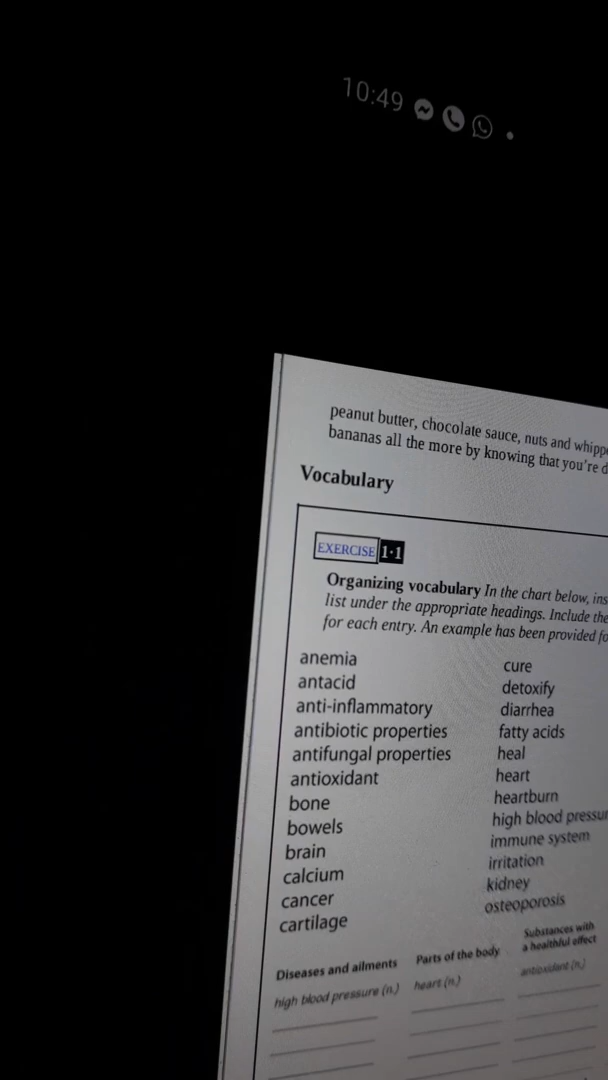 10:49
peanut butter, chocolate sauce, nuts and
bananas all the more by knowing that you're
Vocabulary
EXERCISE 1·1
Organizing vocabulary In the chart below,
list under the appropriate headings. Include the
for each entry. An example has been provided
anemia
antacid
anti-inflammatory
antibiotic properties
antifungal properties
antioxidant
bone
bowels
brain
calcium
cancer
cartilage
cure
detoxify
diarrhea
fatty acids
heal
heart
heartburn
high blood
immune system
irritation
kidney
osteoporosis
Diseases and ailments
high blood pressure (n.)
Parts of the body
heart (n.)
Substances with
a healthful effect
antioxidant (n.)